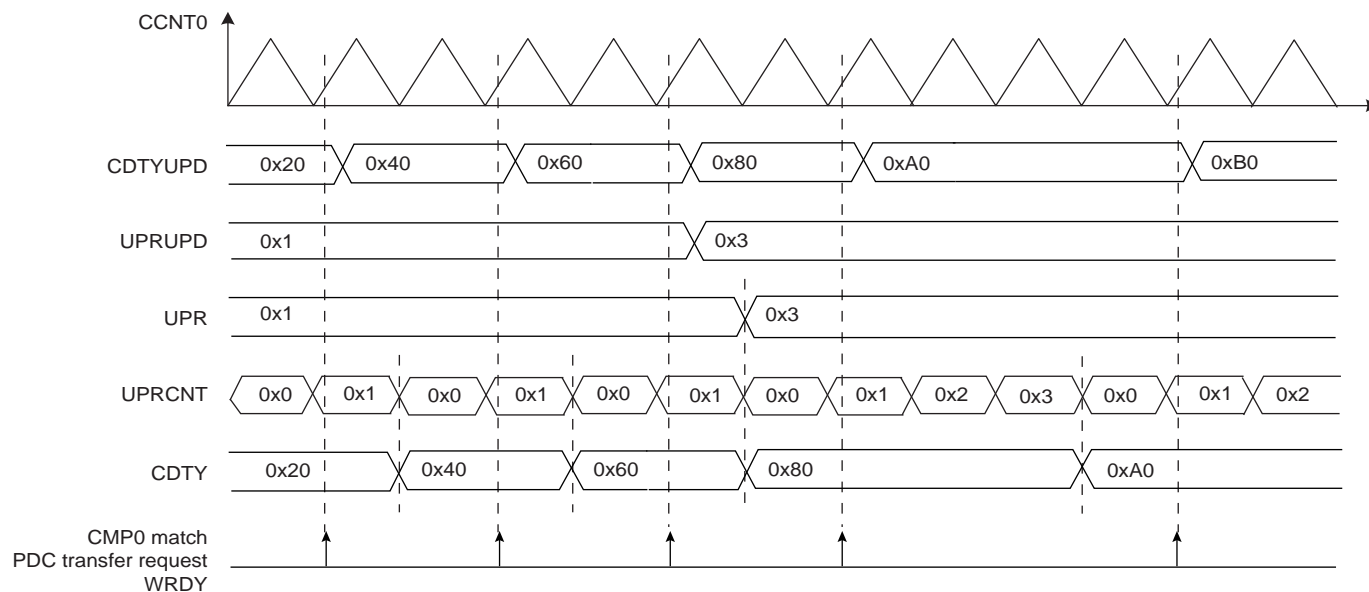 CCNT0
CDTYUPD 0x20 0x40 0x60 0x80 0xA0 0xB0
UPRUPD 0x1 0x3
UPR 0x1 0x3
UPRCNT 0x0 0x1 0x0 0x1 0x0 0x1 0x0 0x1 0x2 0x3 0x0 0x1 0x2
CDTY 0x20 0x40 0x60 0x80 0xA0
CMP0 match
PDC transfer request
WRDY